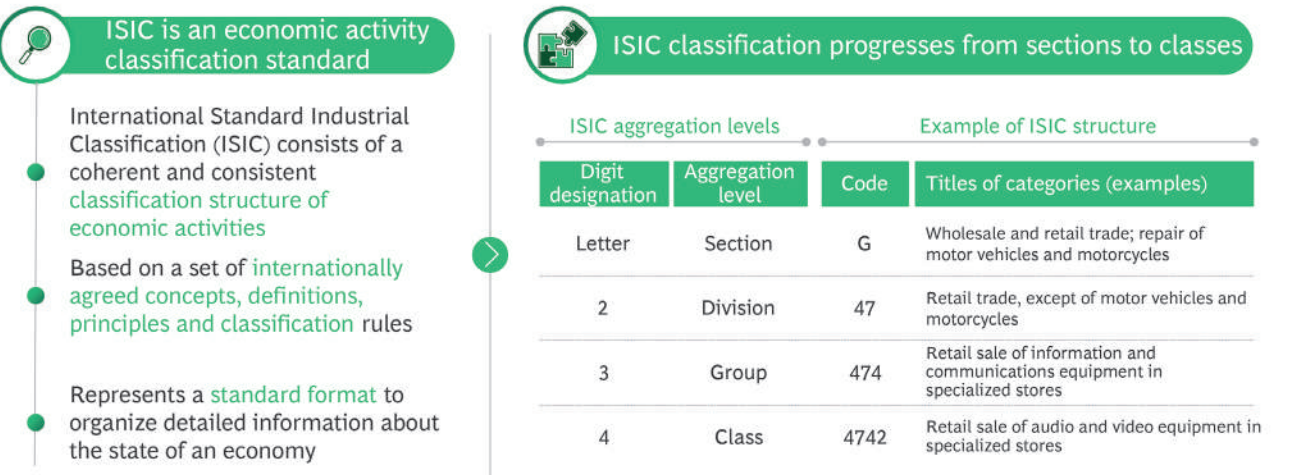 ISIC is an economic activity
classification standard
International Standard Industrial
Classification (ISIC) consists of a
coherent and consistent
classification structure of
economic activities
Based on a set of internationally
agreed concepts, definitions,
principles and classification rules
Represents a standard format to
organize detailed information about
the state of an economy
ISIC classification progresses from sections to classes
ISIC aggregation levels
Example of ISIC structure
Digit
designation
Aggregation
level
Code
Titles of categories (examples)
Letter
Section
G
Wholesale and retail trade; repair of
motor vehicles and motorcycles
2
Division
47
Retail trade, except of motor vehicles and
motorcycles
3
Group
474
Retail sale of information and
communications equipment in
specialized stores
4
Class
4742
Retail sale of audio and video equipment in
specialized stores